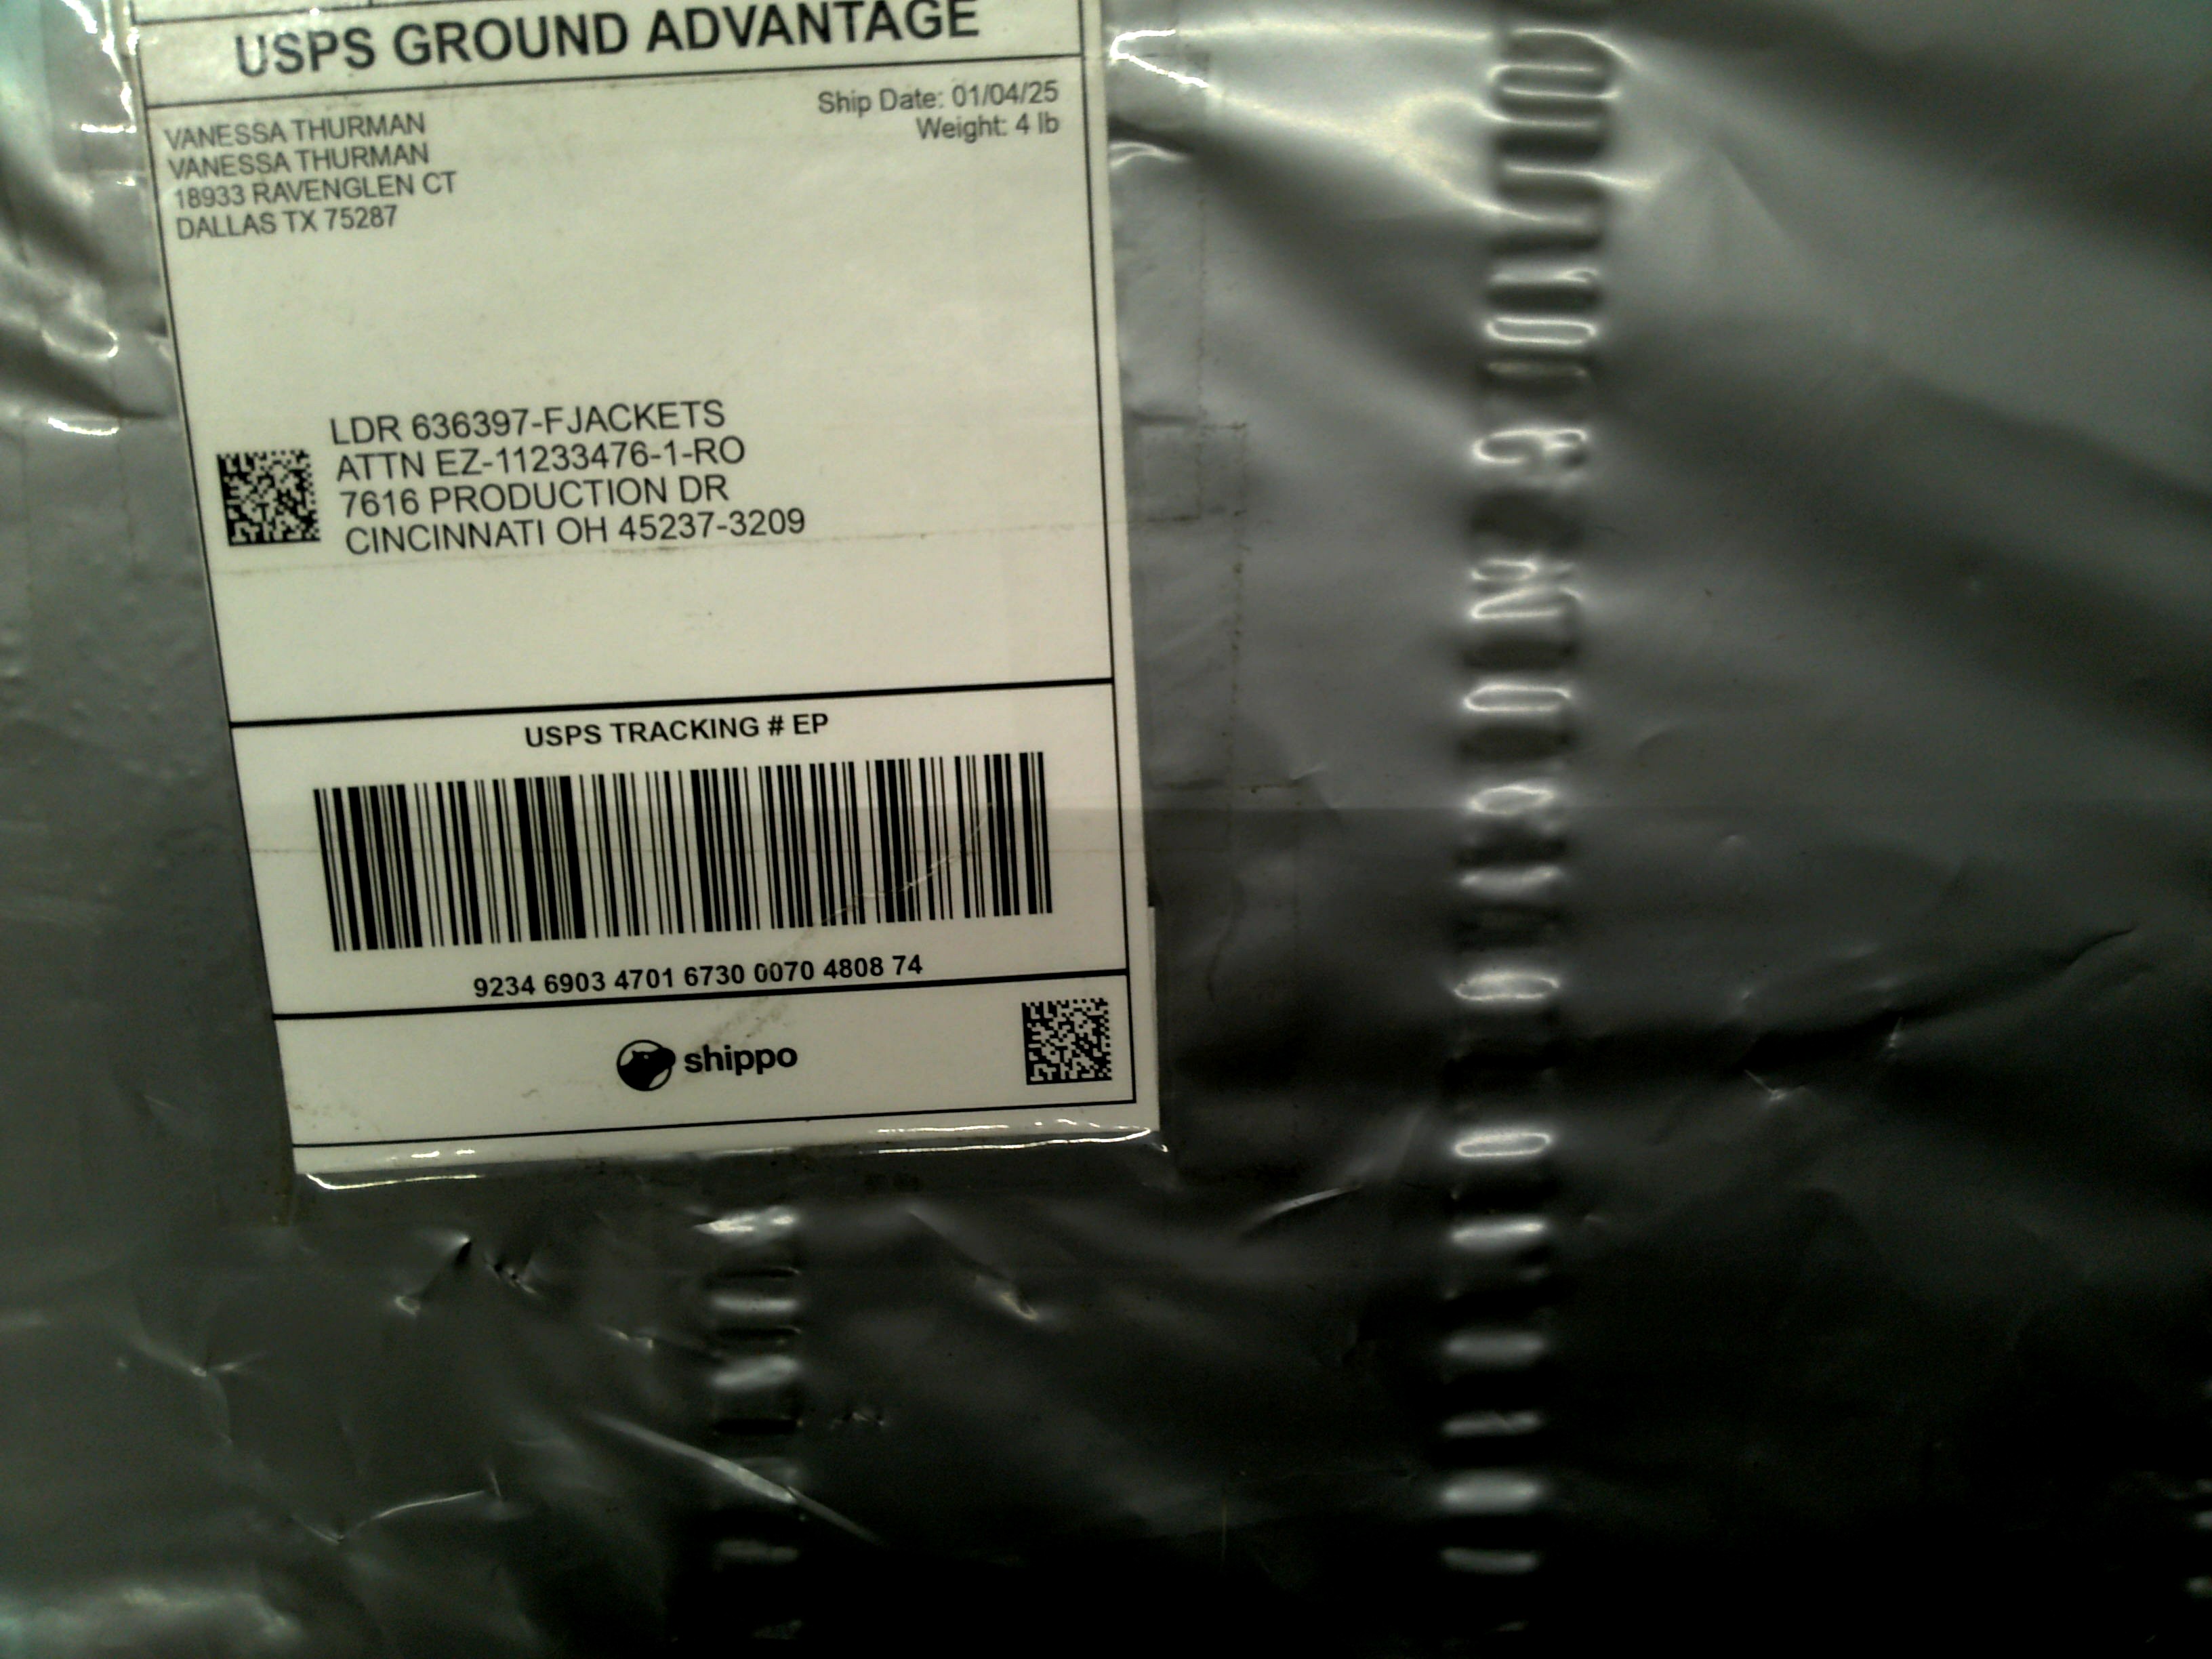 USPS GROUND ADVANTAGE
VANESSA THURMAN
VANESSA THURMAN
18933 RAVENGLEN CT
DALLAS TX 75287
Ship Date: 01/04/25
Weight: 4 lb
LDR 636397-FJACKETS
ATTN EZ-11233476-1-RO
7616 PRODUCTION DR
CINCINNATI OH 45237-3209
USPS TRACKING # EP
9234 6903 4701 6730 0070 4808 74
shippo